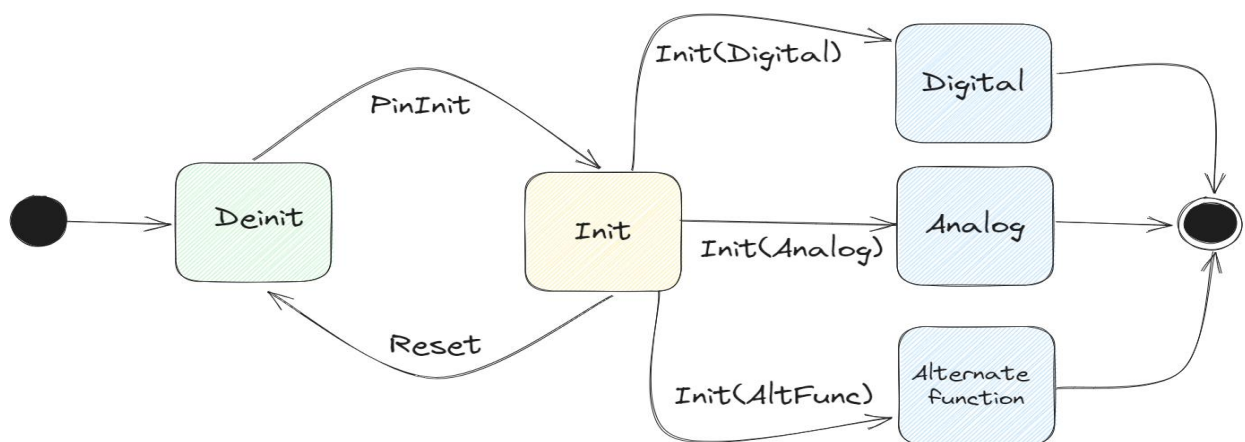 Init(Digital)
Digital
PinInit
Deinit
Init
Init(Analog)
Analog
Reset
Init(AltFunc)
Alternate
function